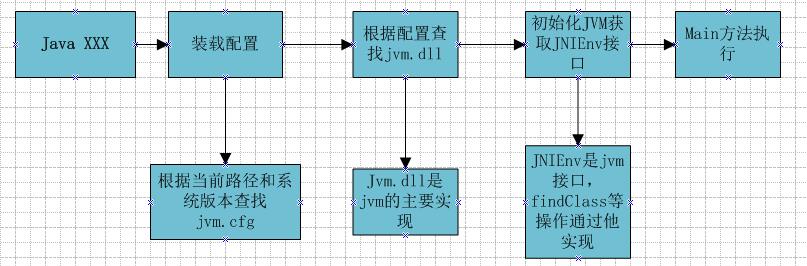 Java XXX
装载配置
根据配置查
找jvm.dll
初始化JVM获
取JNIEnv接
口
Main方法执
行
根据当前路径和系
统版本查找
jvm.cfg
Jvm.dll是
jvm的主要实
现
JNIEnv是jvm
接口,
findClass等
操作通过他
实现